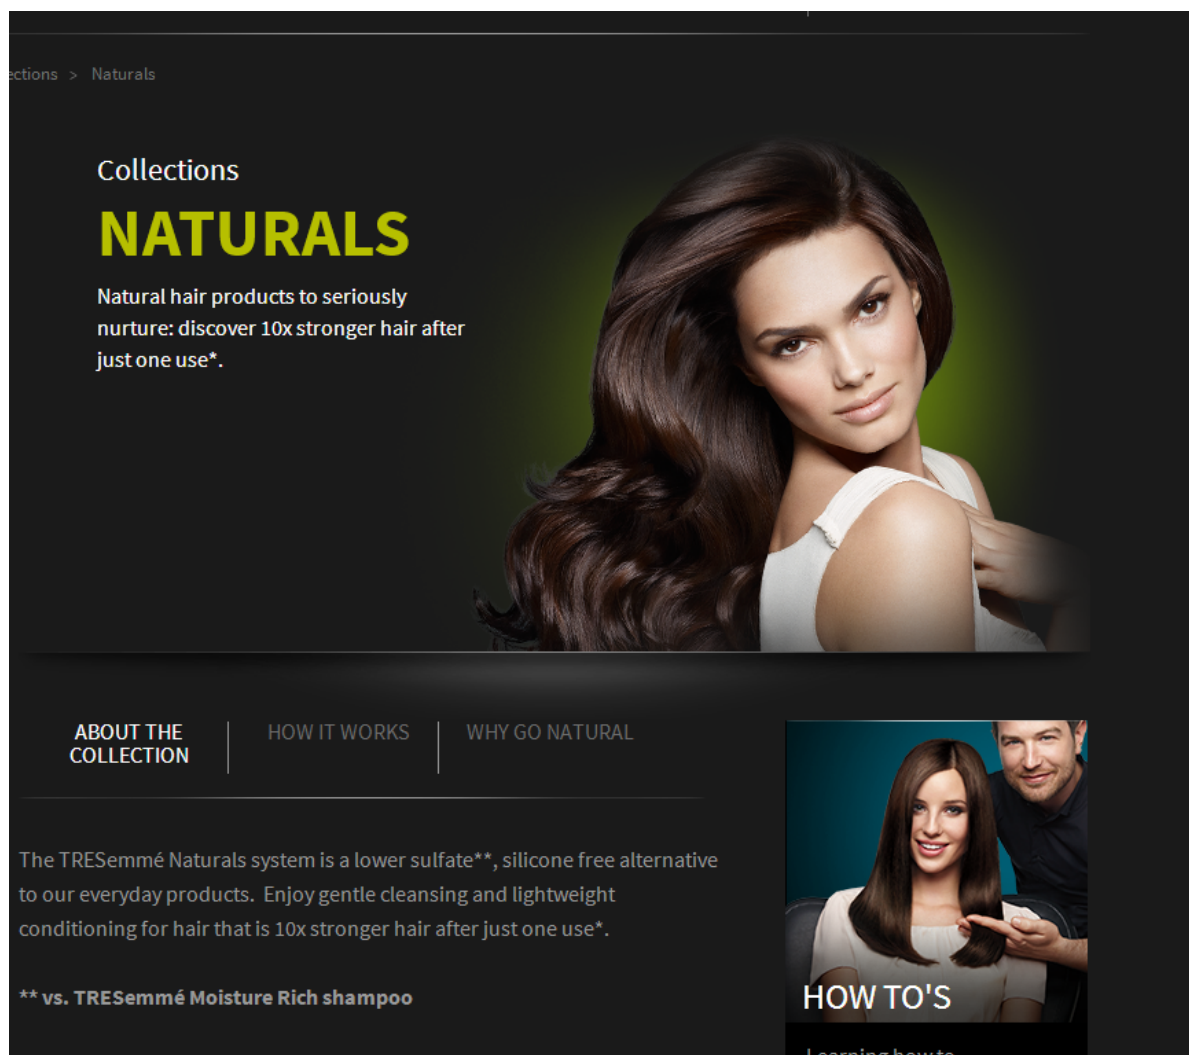 ections > Naturals
Collections
NATURALS
Natural hair products to seriously
nurture: discover 10x stronger hair after
just one use*.
ABOUT THE
COLLECTION
HOW IT WORKS
WHY GO NATURAL
The TRESemmé Naturals system is a lower sulfate**, silicone free alternative
to our everyday products.  Enjoy gentle cleansing and lightweight
conditioning for hair that is 10x stronger hair after just one use*.
** vs. TRESemmé Moisture Rich shampoo
HOW TO'S
Learning how to